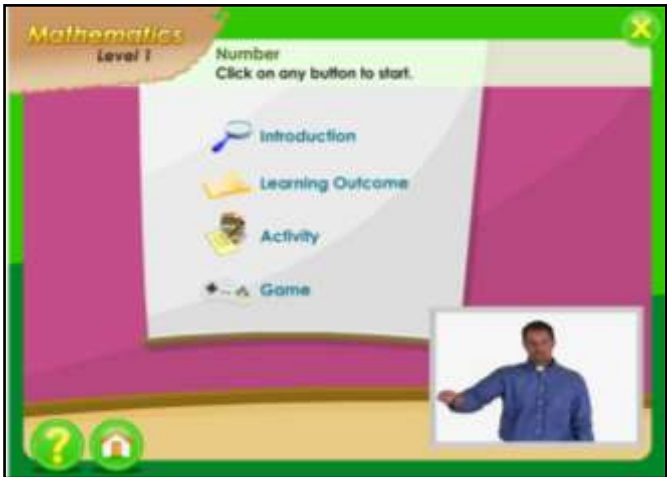 Mathematics
Level 1
Number
Click on any button to start.
Introduction
Learning Outcome
Activity
Game
?